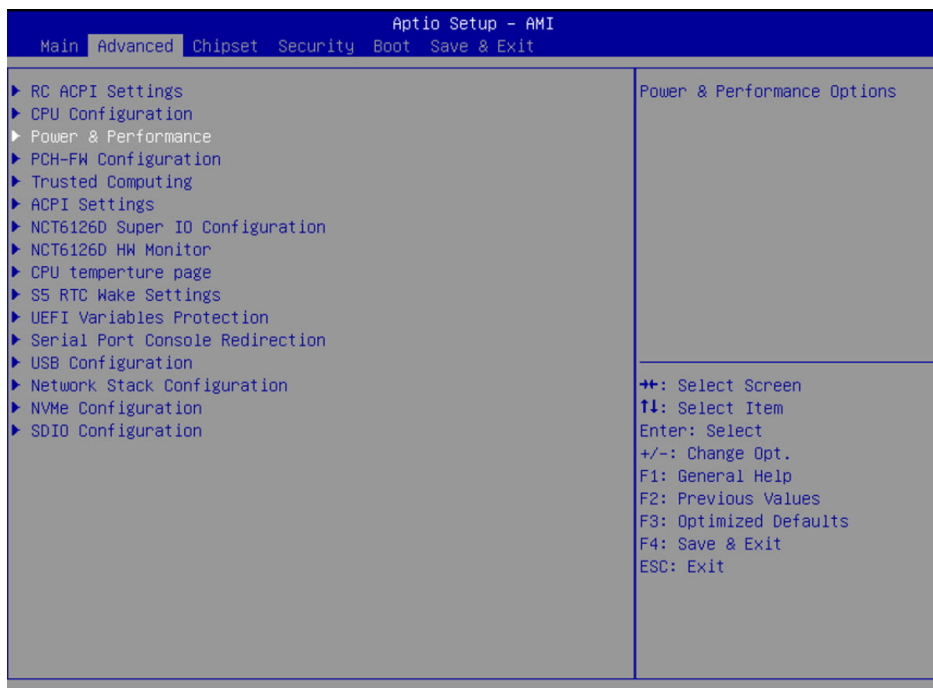 Aptio Setup – AMI
Main Advanced Chipset Security Boot Save & Exit
RC ACPI Settings
CPU Configuration
Power & Performance
PCH-FW Configuration
Trusted Computing
ACPI Settings
NCT6126D Super IO Configuration
NCT6126D HW Monitor
CPU temperture page
S5 RTC Wake Settings
UEFI Variables Protection
Serial Port Console Redirection
USB Configuration
Network Stack Configuration
NVMe Configuration
SDIO Configuration
Power & Performance Options
→←: Select Screen
↑↓: Select Item
Enter: Select
+/-: Change Opt.
F1: General Help
F2: Previous Values
F3: Optimized Defaults
F4: Save & Exit
ESC: Exit